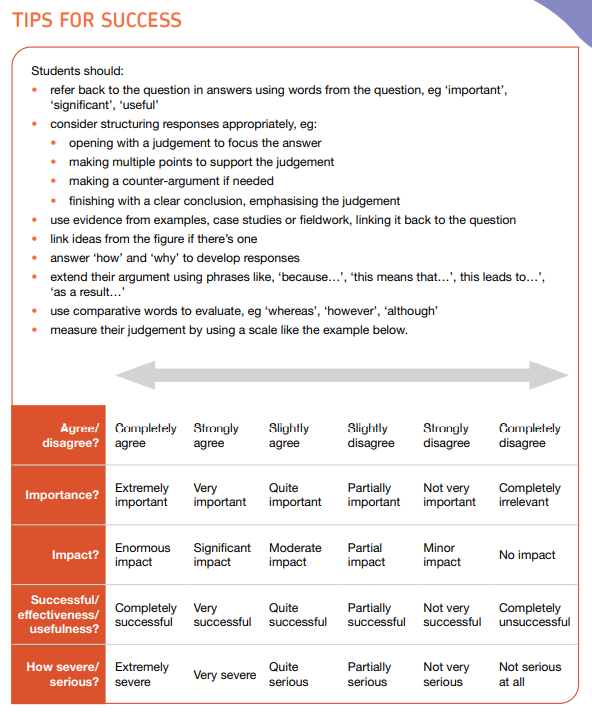 TIPS FOR SUCCESS
Students should:
• refer back to the question in answers using words from the question, eg ‘important’,
‘significant’, ‘useful’
• consider structuring responses appropriately, eg:
• opening with a judgement to focus the answer
• making multiple points to support the judgement
• making a counter-argument if needed
• finishing with a clear conclusion, emphasising the judgement
• use evidence from examples, case studies or fieldwork, linking it back to the question
• link ideas from the figure if there’s one
• answer ‘how’ and ‘why’ to develop responses
• extend their argument using phrases like, ‘because…’, ‘this means that…’, this leads to…’,
‘as a result…’
• use comparative words to evaluate, eg ‘whereas’, ‘however’, ‘although’
• measure their judgement by using a scale like the example below.
Agree/ Completely Strongly Slightly Slightly Strongly Completely
disagree? agree agree agree disagree disagree disagree
Importance? Extremely Very Quite Partially Not very Completely
important important important important important irrelevant
Impact? Enormous Significant Moderate Partial Minor No impact
impact impact impact impact impact
Successful/
effectiveness/ Completely Very Quite Partially Not very Completely
usefulness? successful successful successful successful successful unsuccessful
How severe/ Extremely Very severe Quite Partially Not very Not serious
serious? severe serious serious serious at all